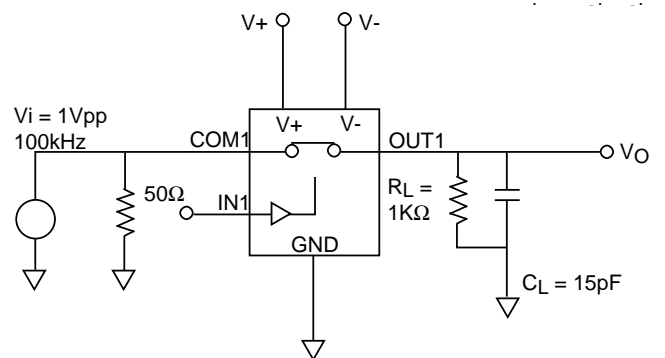 V+
V-
Vi = 1Vpp
100kHz
V+
V-
COM1
OUT1
VO
50Ω
IN1
RL =
1KΩ
GND
CL = 15pF